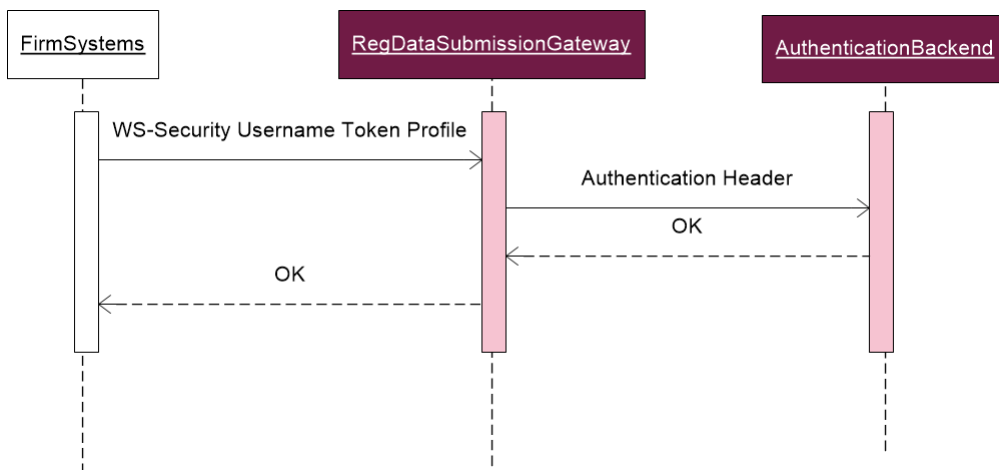 FirmSystems
RegDataSubmissionGateway
AuthenticationBackend
WS-Security Username Token Profile
Authentication Header
OK
OK